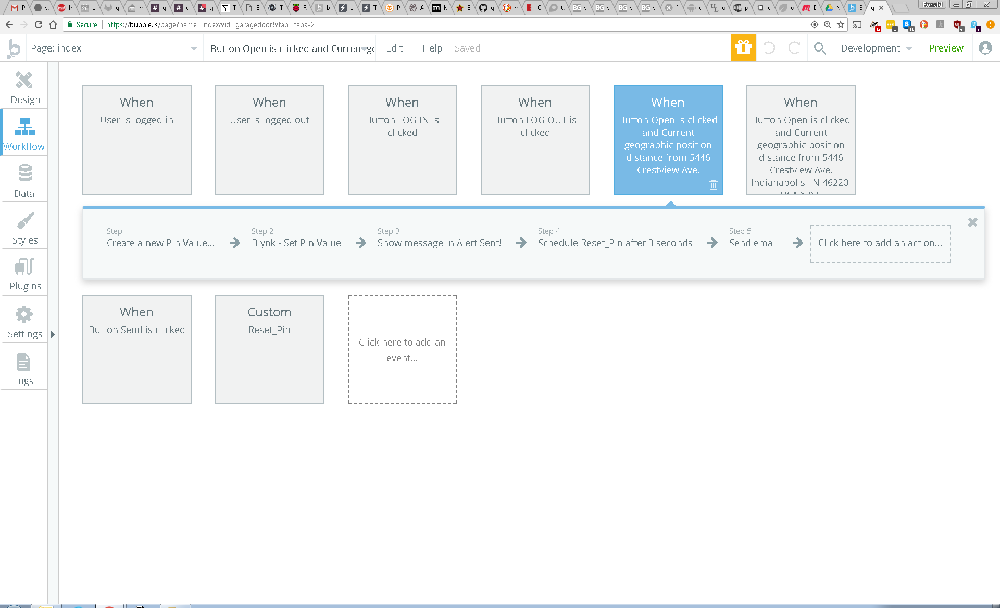 Ronald
Secure https://bubble.is/page?name=index&id=garagedoor&tab=tabs-2
12 1 11 6 3
Page: index
Button Open is clicked and Current ge
Edit Help Saved
Development Preview
Design
Workflow
Data
Styles
Plugins
Settings
Logs
When
User is logged in
When
User is logged out
When
Button LOG IN is
clicked
When
Button LOG OUT is
clicked
When
Button Open is clicked
and Current
geographic position
distance from 5446
Crestview Ave,
When
Button Open is clicked
and Current
geographic position
distance from 5446
Crestview Ave,
Indianapolis, IN 46220,
Step 1
Create a new Pin Value...
Step 2
Blynk - Set Pin Value
Step 3
Show message in Alert Sent!
Step 4
Schedule Reset_Pin after 3 seconds
Step 5
Send email
Click here to add an action...
When
Button Send is clicked
Custom
Reset_Pin
Click here to add an
event...